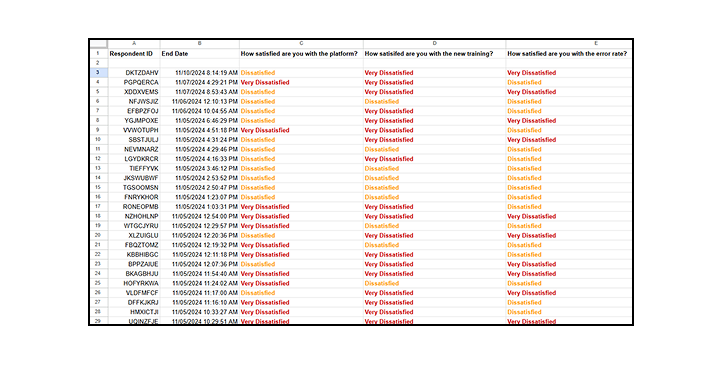 A B C D E
1 Respondent ID End Date How satisfied are you with the platform? How satisifed are you with the new training? How satisfied are you with the error rate?
2
3 DKTZDAHV 11/10/2024 8:14:19 AM Dissatisfied Very Dissatisfied Very Dissatisfied
4 PGPQERCA 11/07/2024 4:29:21 PM Very Dissatisfied Very Dissatisfied Dissatisfied
5 XDDXVEMS 11/07/2024 8:53:43 AM Dissatisfied Very Dissatisfied Very Dissatisfied
6 NFJWSJIZ 11/06/2024 12:10:13 PM Dissatisfied Dissatisfied Dissatisfied
7 EFBPZFOJ 11/06/2024 10:04:55 AM Dissatisfied Very Dissatisfied Very Dissatisfied
8 YGJMPOXE 11/05/2024 6:46:29 PM Dissatisfied Very Dissatisfied Very Dissatisfied
9 VVWOTUPH 11/05/2024 4:51:18 PM Very Dissatisfied Very Dissatisfied Dissatisfied
10 SBSTJULJ 11/05/2024 4:31:24 PM Dissatisfied Very Dissatisfied Very Dissatisfied
11 NEVMNARZ 11/05/2024 4:29:46 PM Dissatisfied Dissatisfied Dissatisfied
12 LGYDKRCR 11/05/2024 4:16:33 PM Dissatisfied Very Dissatisfied Dissatisfied
13 TIEFFYVK 11/05/2024 3:46:12 PM Dissatisfied Dissatisfied Dissatisfied
14 JKSWUBWF 11/05/2024 2:53:52 PM Dissatisfied Dissatisfied Dissatisfied
15 TGSOOMSN 11/05/2024 2:50:47 PM Dissatisfied Dissatisfied Dissatisfied
16 FNRYKHOR 11/05/2024 1:23:07 PM Dissatisfied Dissatisfied Dissatisfied
17 RONEOPMB 11/05/2024 1:03:31 PM Very Dissatisfied Very Dissatisfied Dissatisfied
18 NZHOHLNP 11/05/2024 12:54:00 PM Very Dissatisfied Very Dissatisfied Very Dissatisfied
19 WTGCJYRU 11/05/2024 12:29:57 PM Very Dissatisfied Dissatisfied Dissatisfied
20 XLZUIGLU 11/05/2024 12:20:36 PM Dissatisfied Very Dissatisfied Very Dissatisfied
21 FBQZTOMZ 11/05/2024 12:19:32 PM Dissatisfied Dissatisfied Dissatisfied
22 KBBHIBGC 11/05/2024 12:11:18 PM Very Dissatisfied Very Dissatisfied Dissatisfied
23 BPPZAIUE 11/05/2024 12:07:36 PM Dissatisfied Very Dissatisfied Very Dissatisfied
24 BKAGBHJU 11/05/2024 11:54:40 AM Very Dissatisfied Very Dissatisfied Very Dissatisfied
25 HOFYRKWA 11/05/2024 11:24:02 AM Very Dissatisfied Dissatisfied Dissatisfied
26 VLDFMFCF 11/05/2024 11:17:00 AM Dissatisfied Very Dissatisfied Very Dissatisfied
27 DFFKJKRJ 11/05/2024 11:16:10 AM Very Dissatisfied Very Dissatisfied Dissatisfied
28 HMXICTJI 11/05/2024 10:33:27 AM Very Dissatisfied Very Dissatisfied Dissatisfied
29 UQINZFJE 11/05/2024 10:29:51 AM Very Dissatisfied Very Dissatisfied Very Dissatisfied